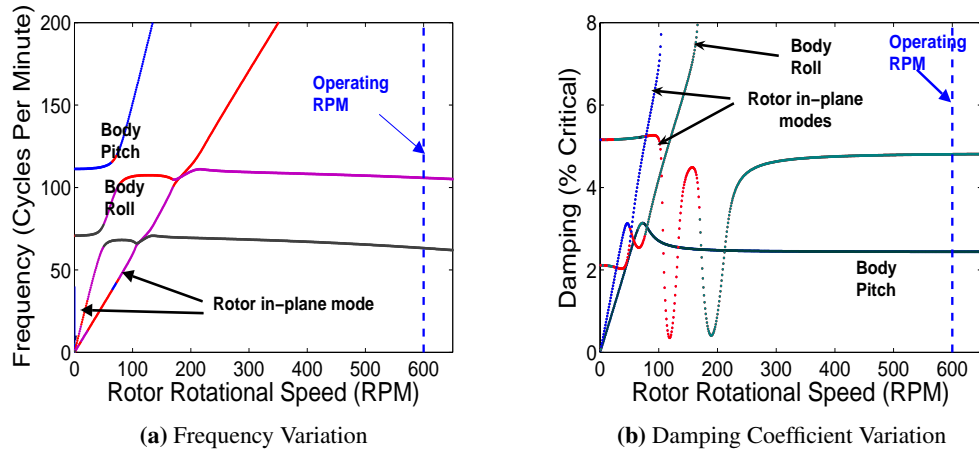 200
150
100
50
0
Frequency (Cycles Per Minute)
Body
Pitch
Body
Roll
Operating
RPM
Rotor in-plane mode
0 100 200 300 400 500 600
Rotor Rotational Speed (RPM)
(a) Frequency Variation
8
6
4
2
0
Damping (% Critical)
Body
Roll
Operating
RPM
Rotor in-plane
modes
Body
Pitch
0 100 200 300 400 500 600
Rotor Rotational Speed (RPM)
(b) Damping Coefficient Variation